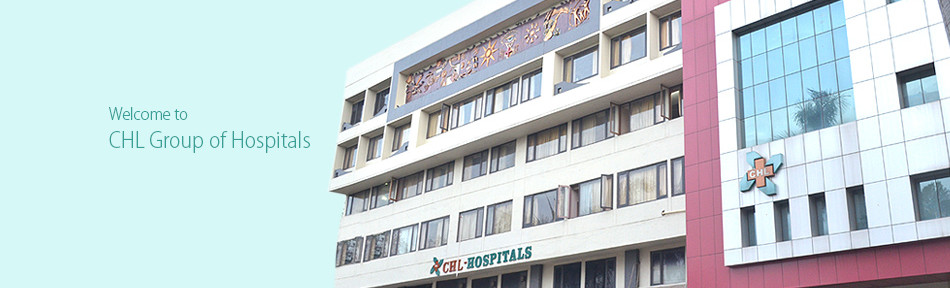 Welcome to
CHL Group of Hospitals
CHL-HOSPITALS
CHL